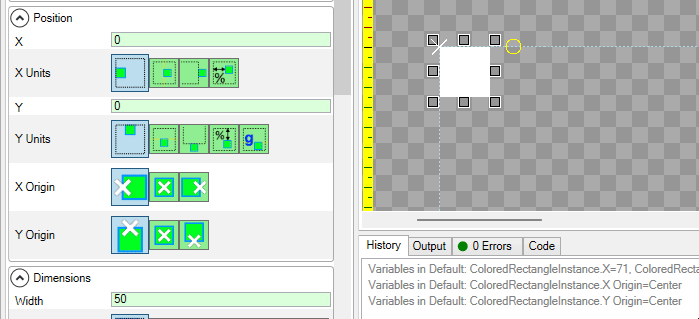 Position
X 0
X Units %
Y 0
Y Units % g
X Origin
Y Origin
Dimensions
Width 50
History Output 0 Errors Code
Variables in Default: ColoredRectangleInstance.X=71, ColoredRecta
Variables in Default: ColoredRectangleInstance.X Origin=Center
Variables in Default: ColoredRectangleInstance.Y Origin=Center